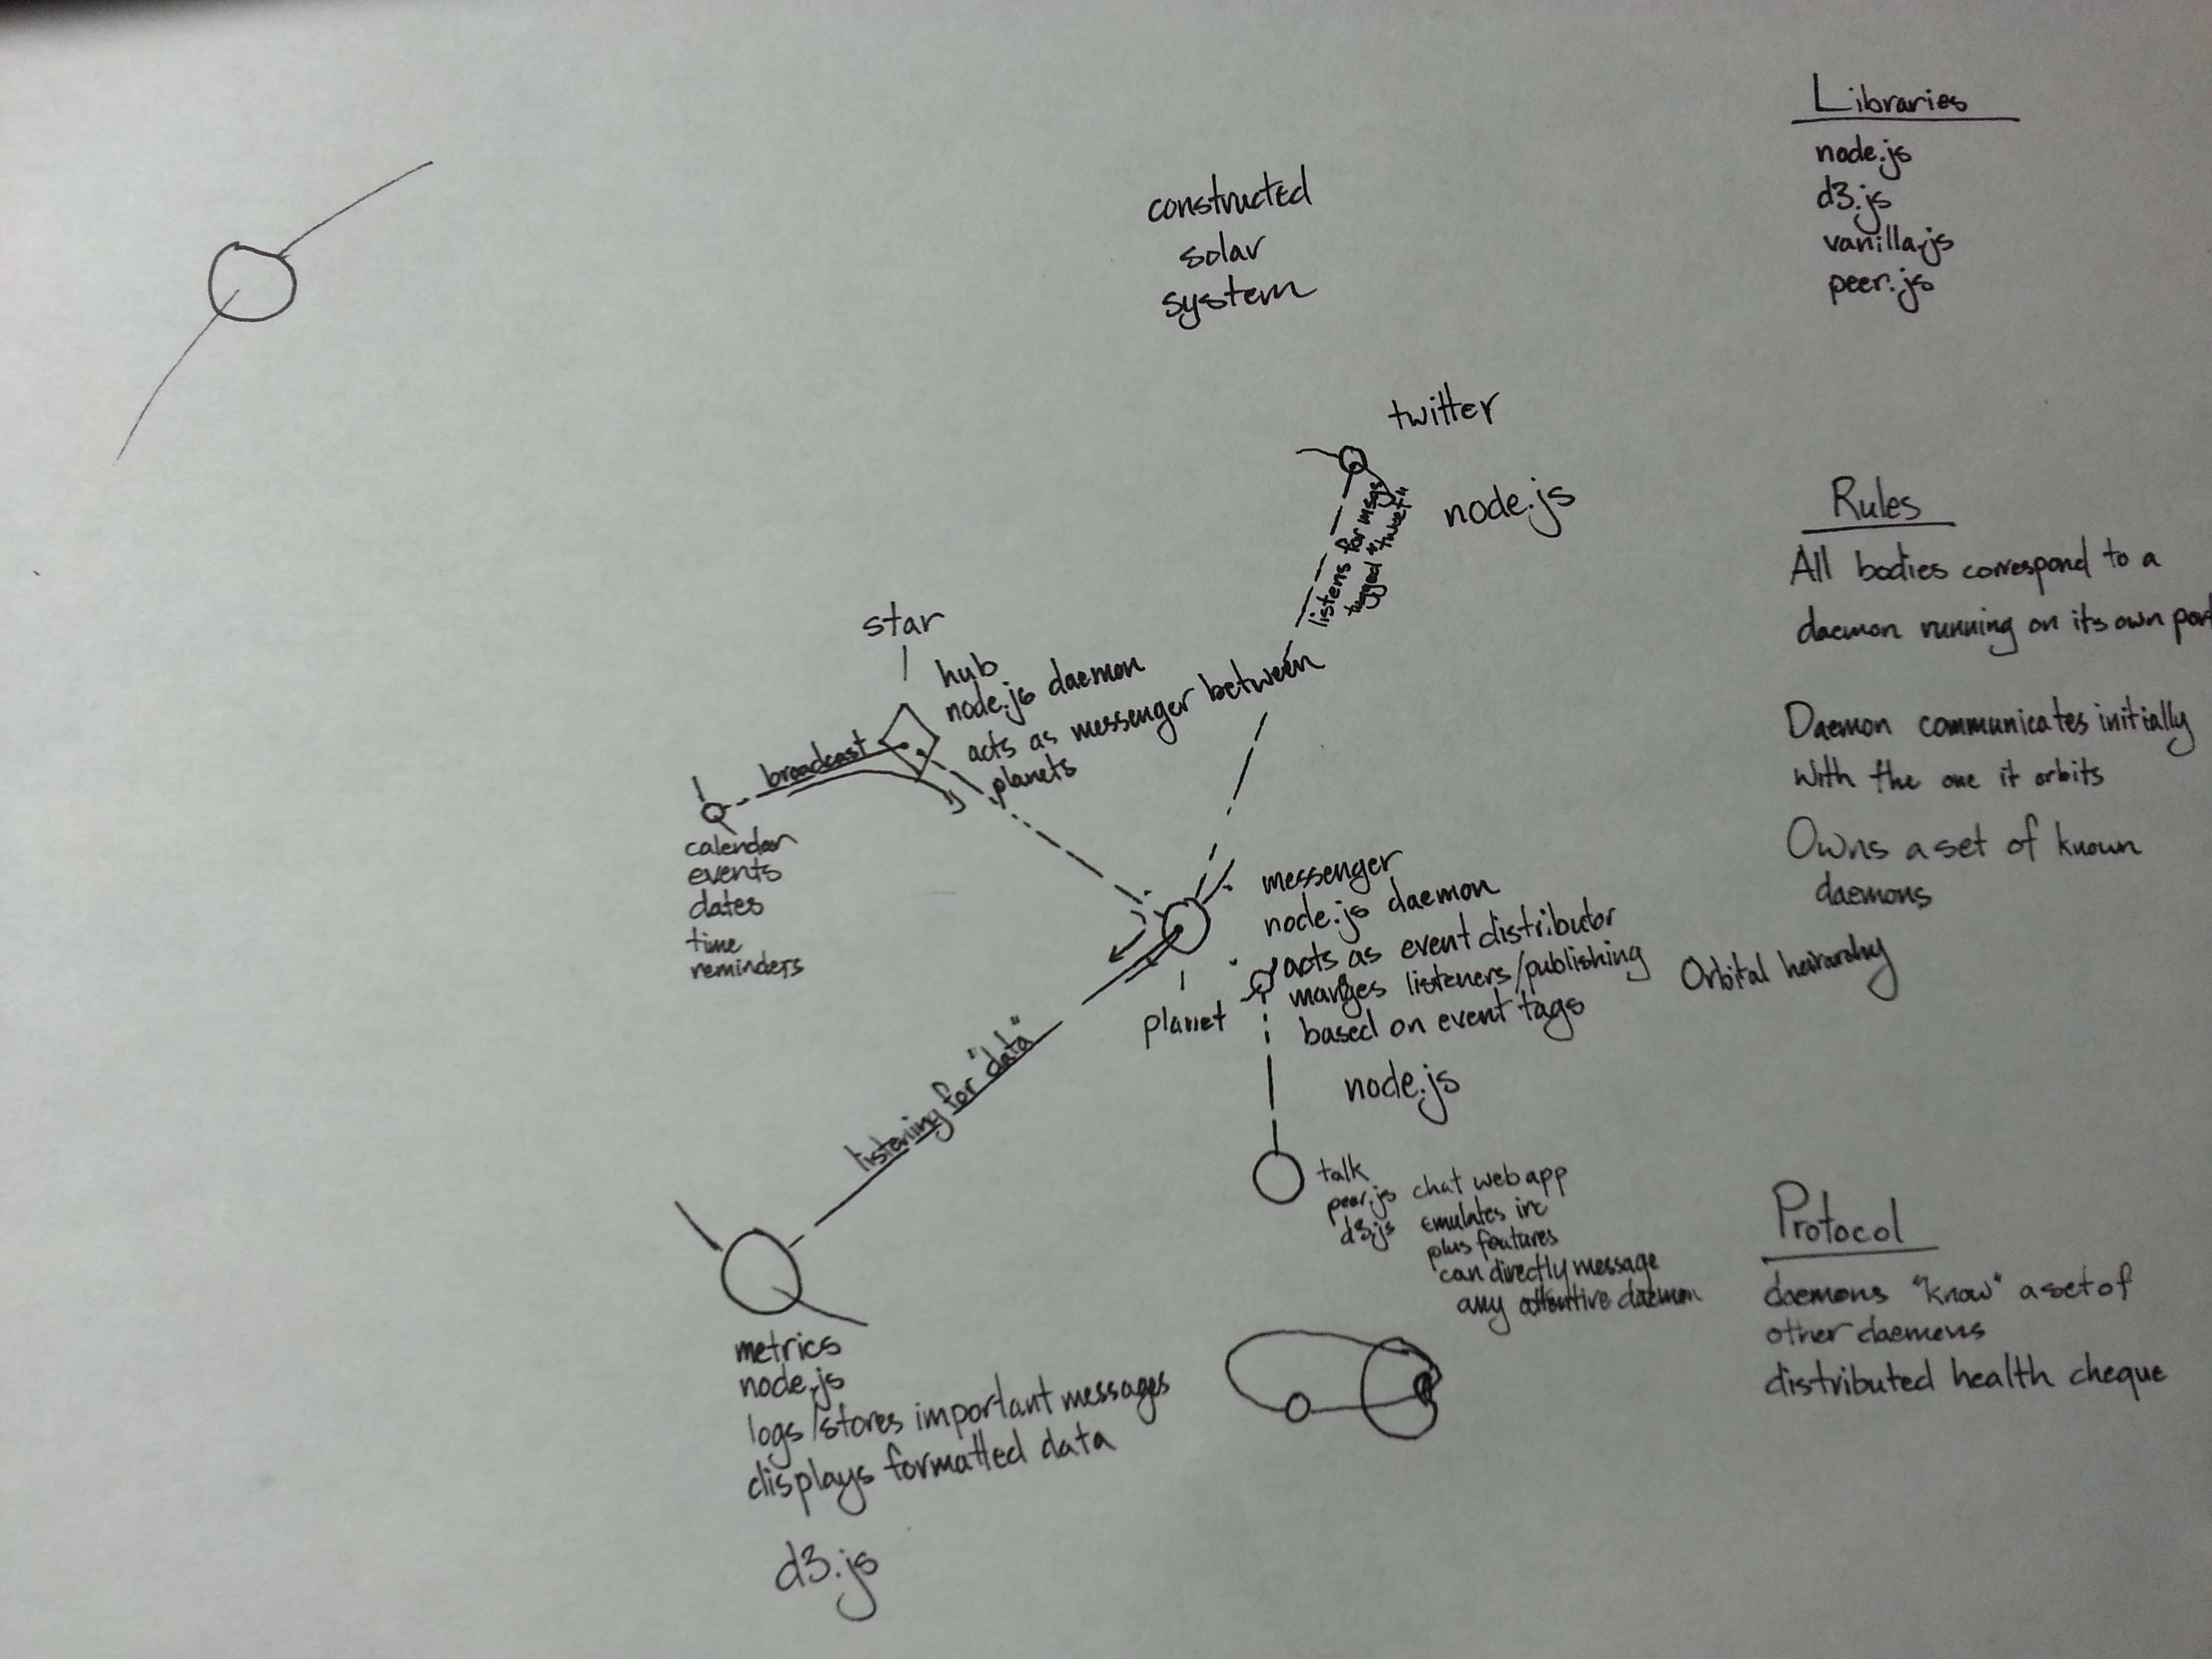 constructed
solar
system
Libraries
node.js
d3.js
vanilla.js
peer.js
twitter
node.js
listens for msgs
tagged "tweet"
star
hub
node.js daemon
acts as messenger between
planets
broadcast
calendar
events
dates
time
reminders
Rules
All bodies correspond to a
daemon running on its own port
Daemon communicates initially
with the one it orbits
Owns a set of known
daemons
Orbital heirarchy
messenger
node.js daemon
acts as event distributor
manges listeners/publishing
based on event tags
planet
node.js
listening for "data"
talk
peer.js
d3.js
chat web app
emulates irc
plus features
can directly message
any attentive daemon
Protocol
daemons "know" a set of
other daemons
distributed health cheque
metrics
node.js
logs/stores important messages
displays formatted data
d3.js